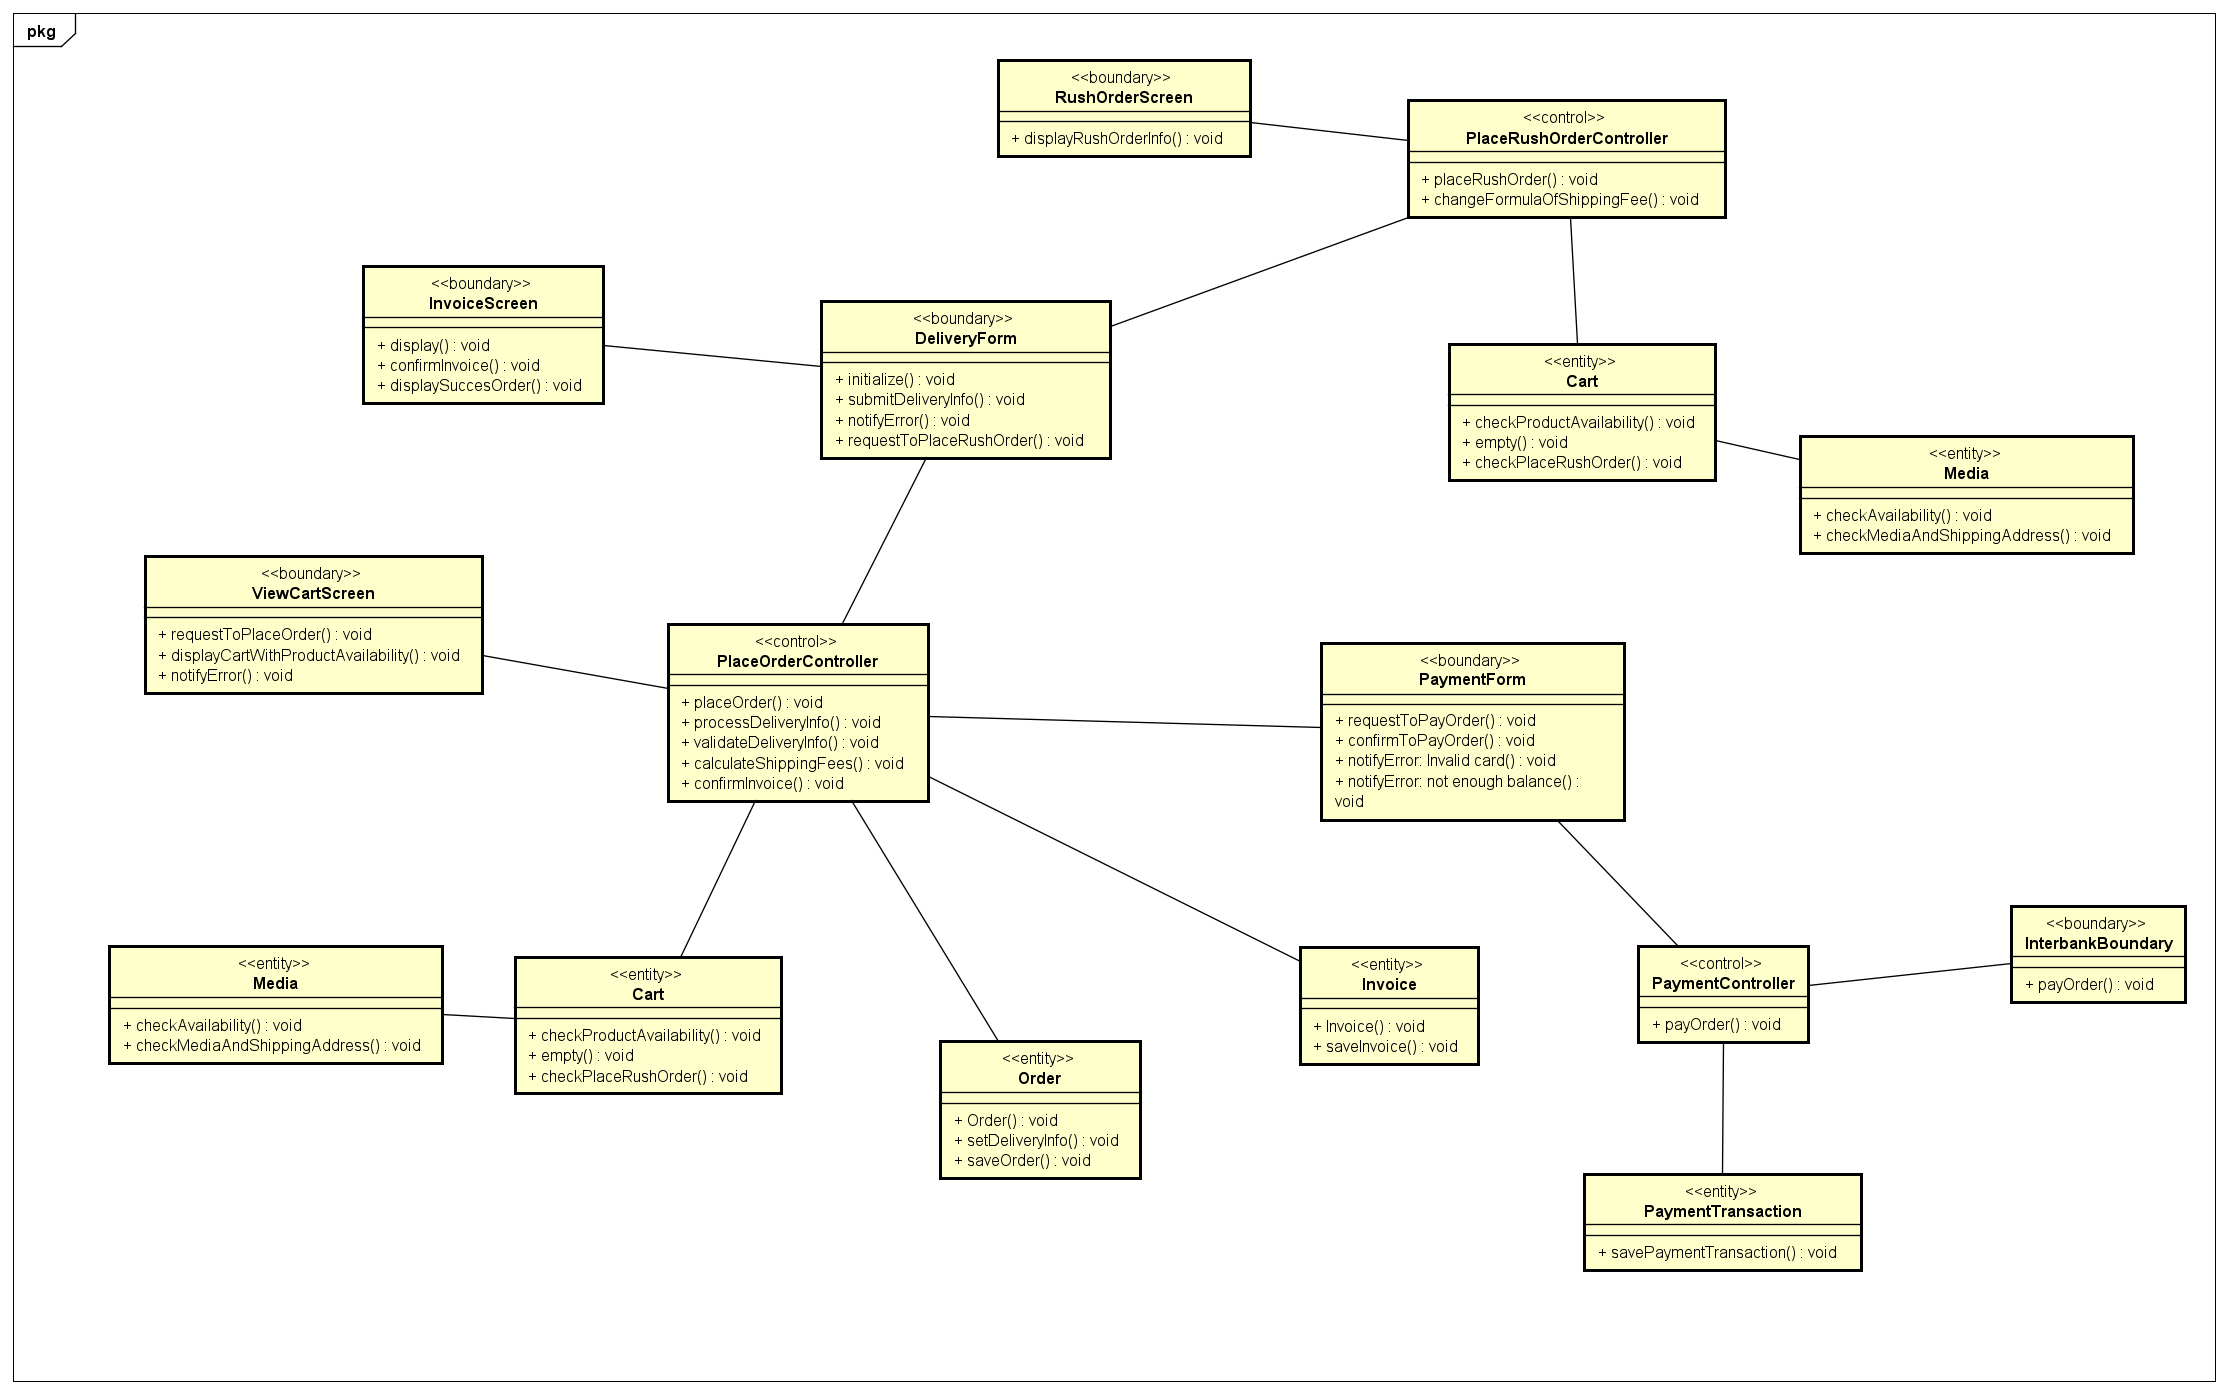 pkg
<<boundary>>
RushOrderScreen
+ displayRushOrderInfo() : void
<<control>>
PlaceRushOrderController
+ placeRushOrder() : void
+ changeFormulaOfShippingFee() : void
<<boundary>>
InvoiceScreen
+ display() : void
+ confirmInvoice() : void
+ displaySuccesOrder() : void
<<boundary>>
DeliveryForm
+ initialize() : void
+ submitDeliveryInfo() : void
+ notifyError() : void
+ requestToPlaceRushOrder() : void
<<entity>>
Cart
+ checkProductAvailability() : void
+ empty() : void
+ checkPlaceRushOrder() : void
<<entity>>
Media
+ checkAvailability() : void
+ checkMediaAndShippingAddress() : void
<<boundary>>
ViewCartScreen
+ requestToPlaceOrder() : void
+ displayCartWithProductAvailability() : void
+ notifyError() : void
<<control>>
PlaceOrderController
+ placeOrder() : void
+ processDeliveryInfo() : void
+ validateDeliveryInfo() : void
+ calculateShippingFees() : void
+ confirmInvoice() : void
<<boundary>>
PaymentForm
+ requestToPayOrder() : void
+ confirmToPayOrder() : void
+ notifyError: Invalid card() : void
+ notifyError: not enough balance() :
void
<<entity>>
Media
+ checkAvailability() : void
+ checkMediaAndShippingAddress() : void
<<entity>>
Cart
+ checkProductAvailability() : void
+ empty() : void
+ checkPlaceRushOrder() : void
<<entity>>
Order
+ Order() : void
+ setDeliveryInfo() : void
+ saveOrder() : void
<<entity>>
Invoice
+ Invoice() : void
+ saveInvoice() : void
<<control>>
PaymentController
+ payOrder() : void
<<boundary>>
InterbankBoundary
+ payOrder() : void
<<entity>>
PaymentTransaction
+ savePaymentTransaction() : void